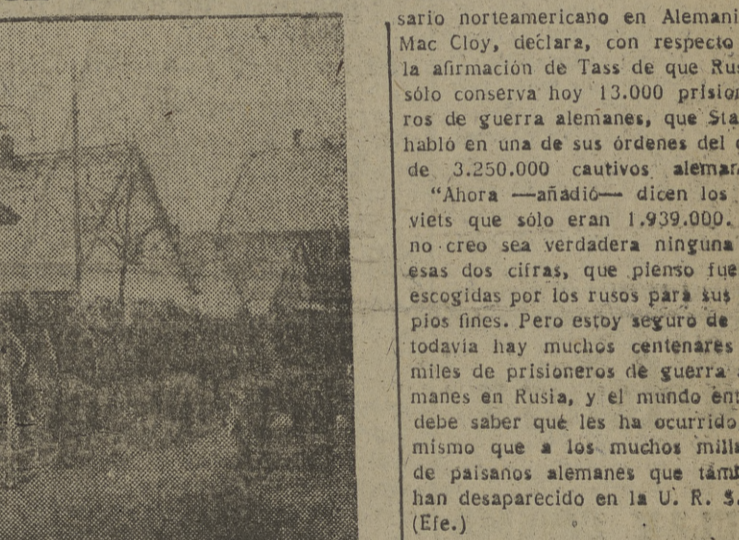 sario norteamericano en Alemani
Mac Cloy, declara, con respecto
la afirmación de Tass de que Rus
sólo conserva hoy 13.000 prision
ros de guerra alemanes, que Sta
habló en una de sus órdenes del d
de 3.250.000 cautivos aleman
"Ahora —añadió— dicen los
viets que sólo eran 1.939.000.
no creo sea verdadera ninguna
esas dos cifras, que pienso fue
escogidas por los rusos para sus
pios fines. Pero estoy seguro de
todavía hay muchos centenares
miles de prisioneros de guerra a
manes en Rusia, y el mundo ent
debe saber qué les ha ocurrido
mismo que a los muchos milla
de paisanos alemanes que tamb
han desaparecido en la U. R. S.
(Efe.)